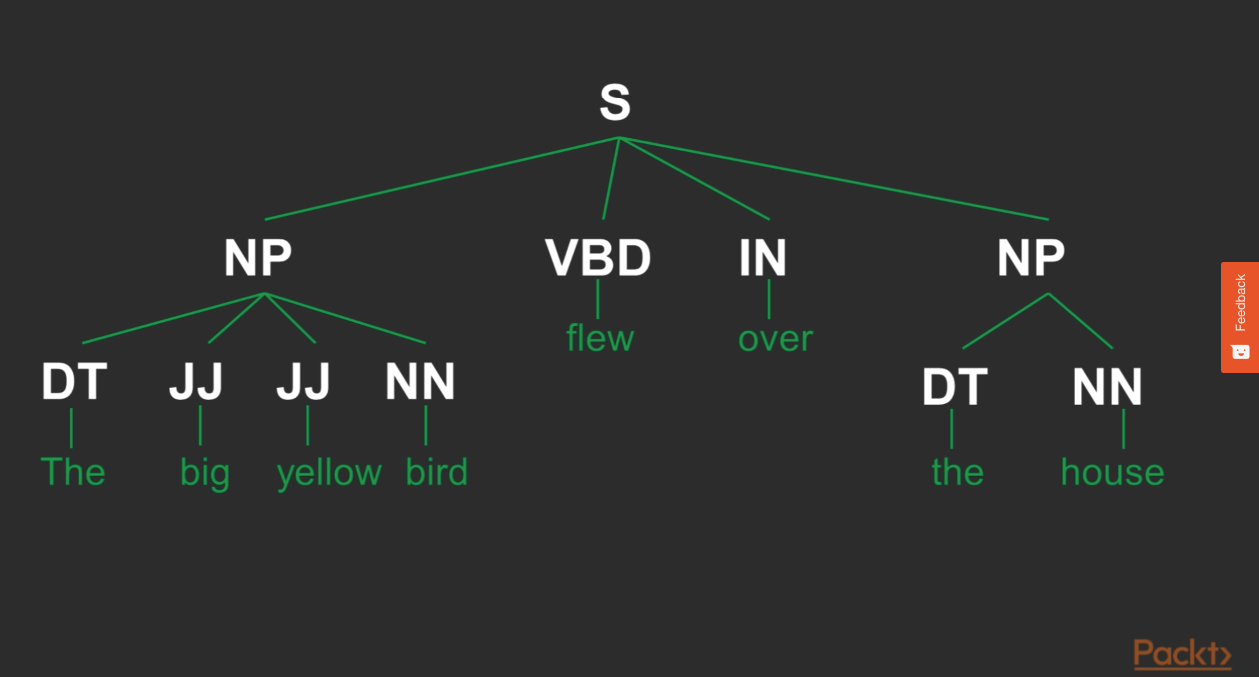 S
NP VBD IN NP
flew over
DT JJ JJ NN DT NN
The big yellow bird the house
Feedback
Packt>